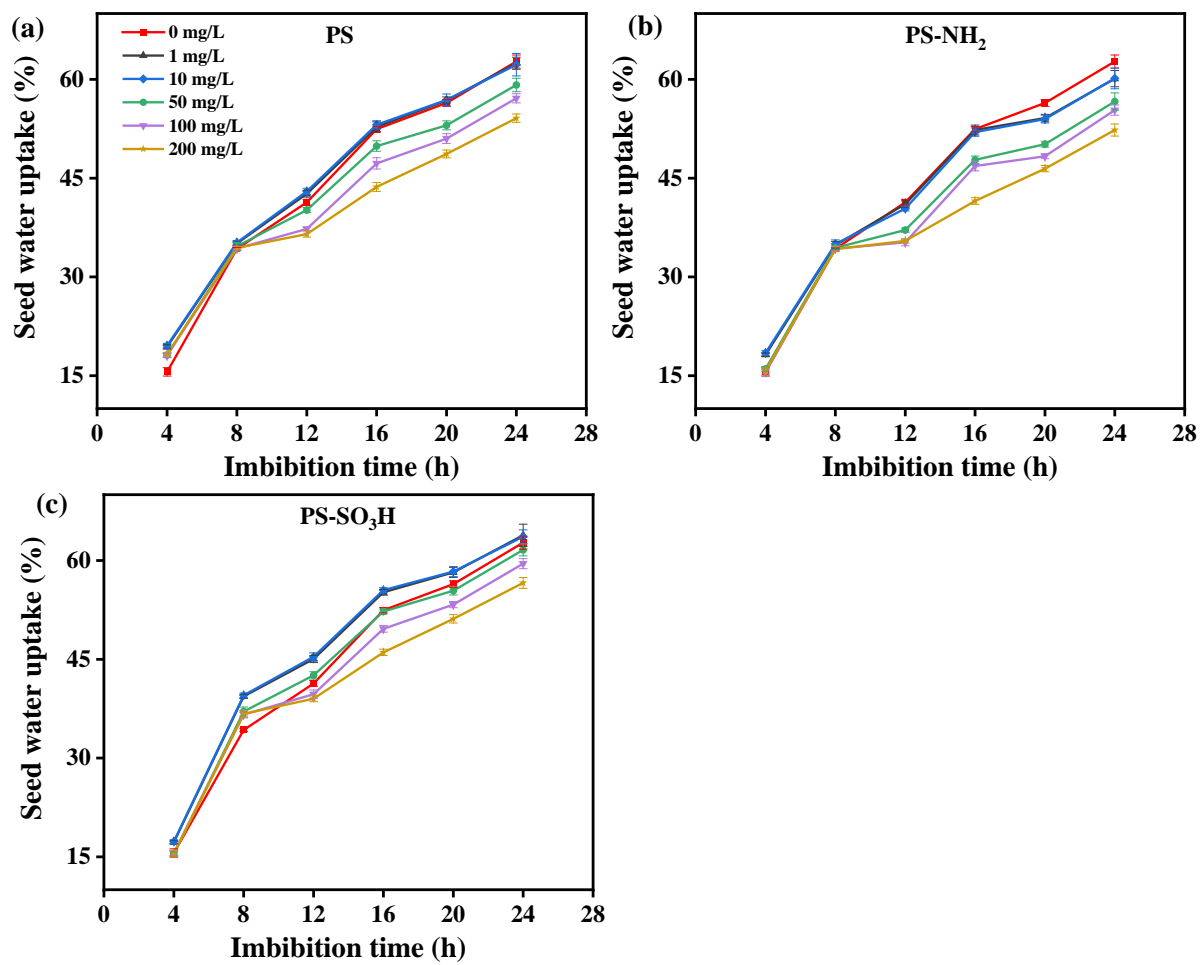 (a)
PS
0 mg/L
1 mg/L
10 mg/L
50 mg/L
100 mg/L
200 mg/L
Seed water uptake (%)
60
45
30
15
0 4 8 12 16 20 24 28
Imbibition time (h)
(b)
PS-NH₂
Seed water uptake (%)
60
45
30
15
0 4 8 12 16 20 24 28
Imbibition time (h)
(c)
PS-SO₃H
Seed water uptake (%)
60
45
30
15
0 4 8 12 16 20 24 28
Imbibition time (h)